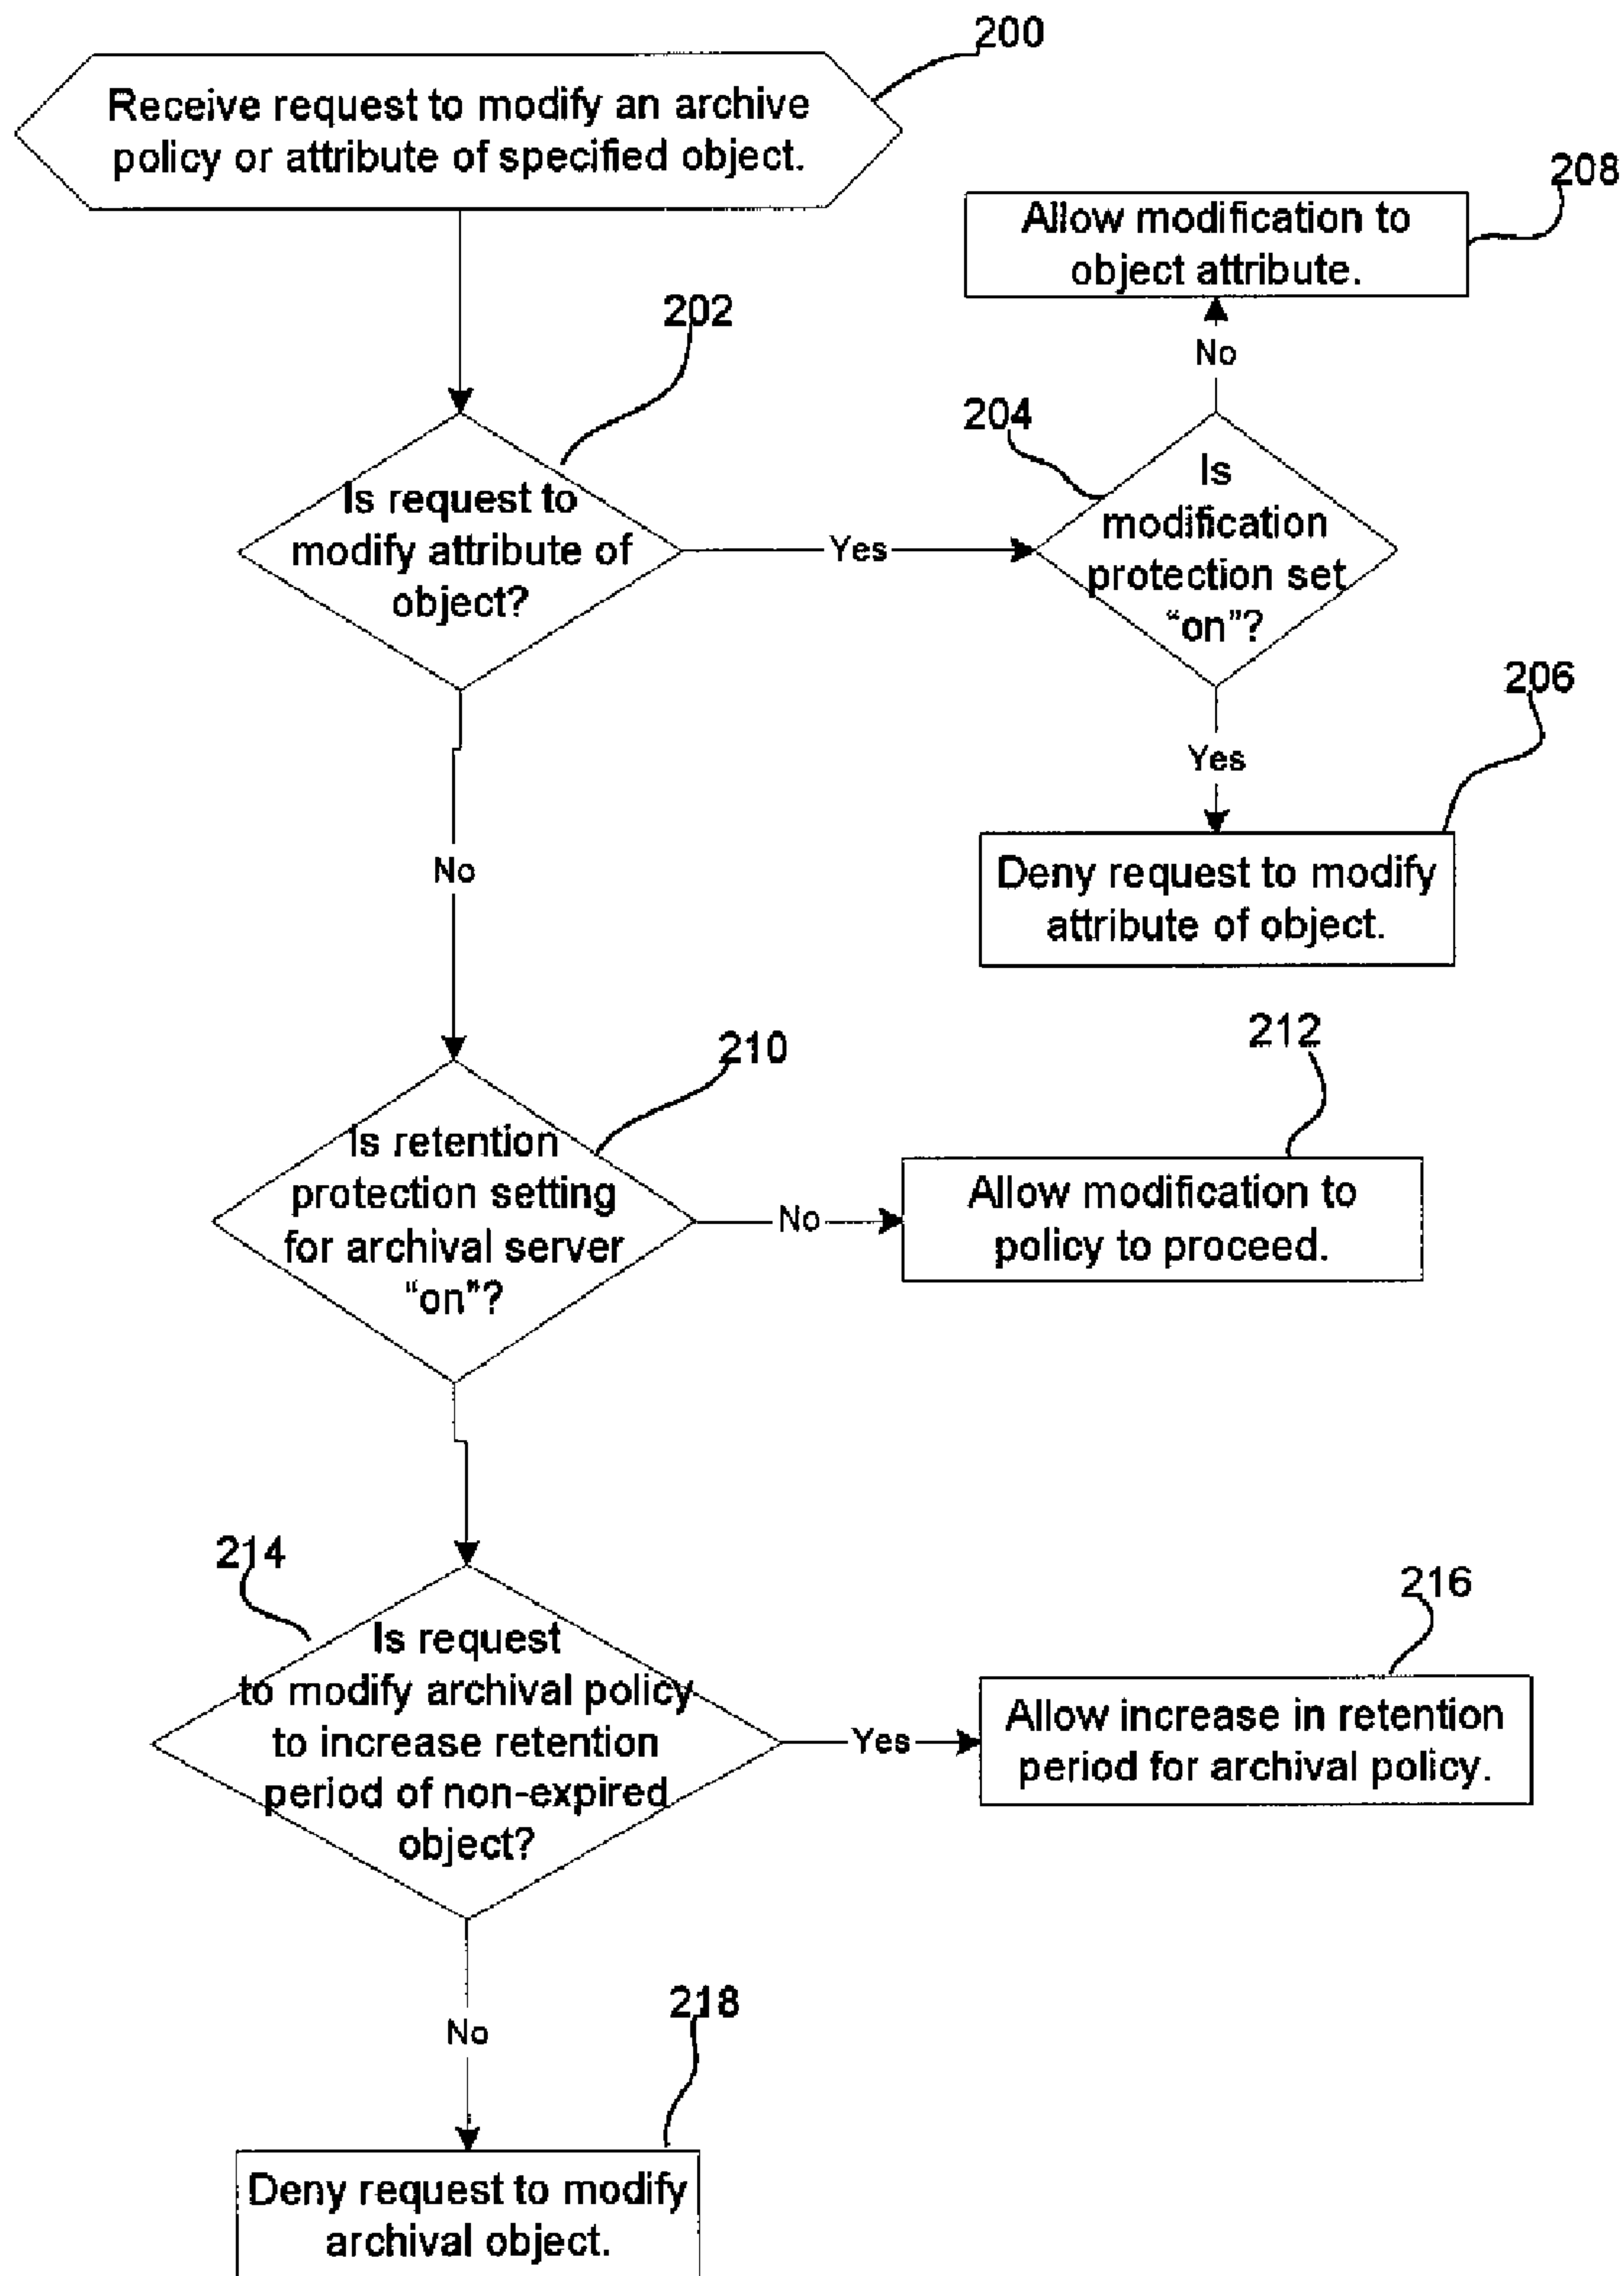 200
Receive request to modify an archive
policy or attribute of specified object.
208
Allow modification to
object attribute.
202
No
204
Is
modification
protection set
“on”?
Is request to
modify attribute of
object?
Yes
206
Yes
Deny request to modify
attribute of object.
No
212
210
Is retention
protection setting
for archival server
“on”?
No
Allow modification to
policy to proceed.
214
216
Is request
to modify archival policy
to increase retention
period of non-expired
object?
Yes
Allow increase in retention
period for archival policy.
218
No
Deny request to modify
archival object.